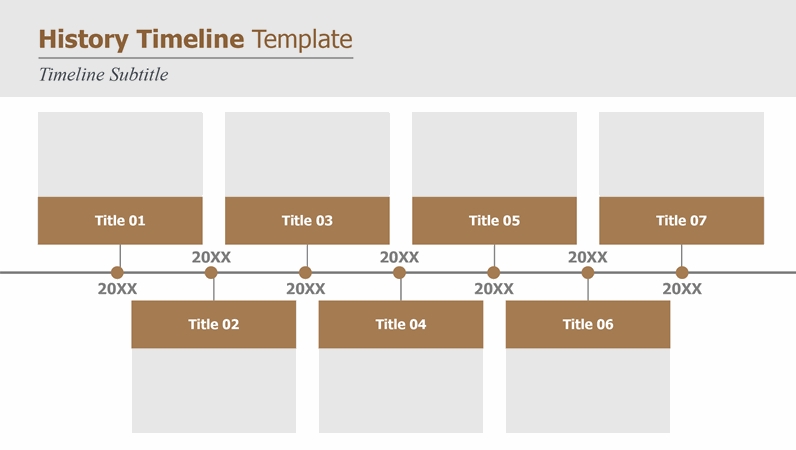 History Timeline Template
Timeline Subtitle
Title 01
Title 03
Title 05
Title 07
20XX
20XX
20XX
20XX
20XX
20XX
20XX
Title 02
Title 04
Title 06